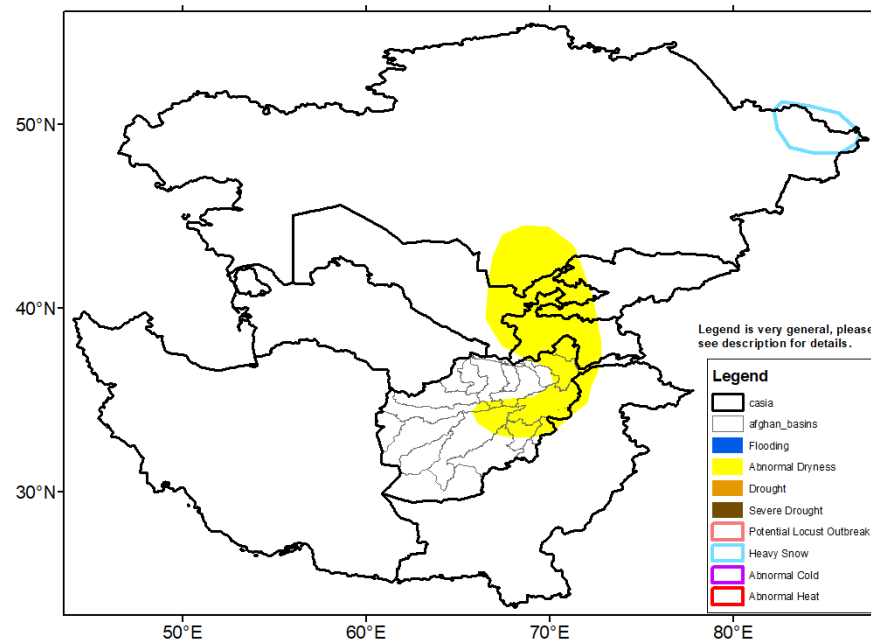 50°N
40°N
30°N
Legend is very general, please
see description for details.
Legend
casia
afghan_basins
Flooding
Abnormal Dryness
Drought
Severe Drought
Potential Locust Outbreak
Heavy Snow
Abnormal Cold
Abnormal Heat
50°E
60°E
70°E
80°E